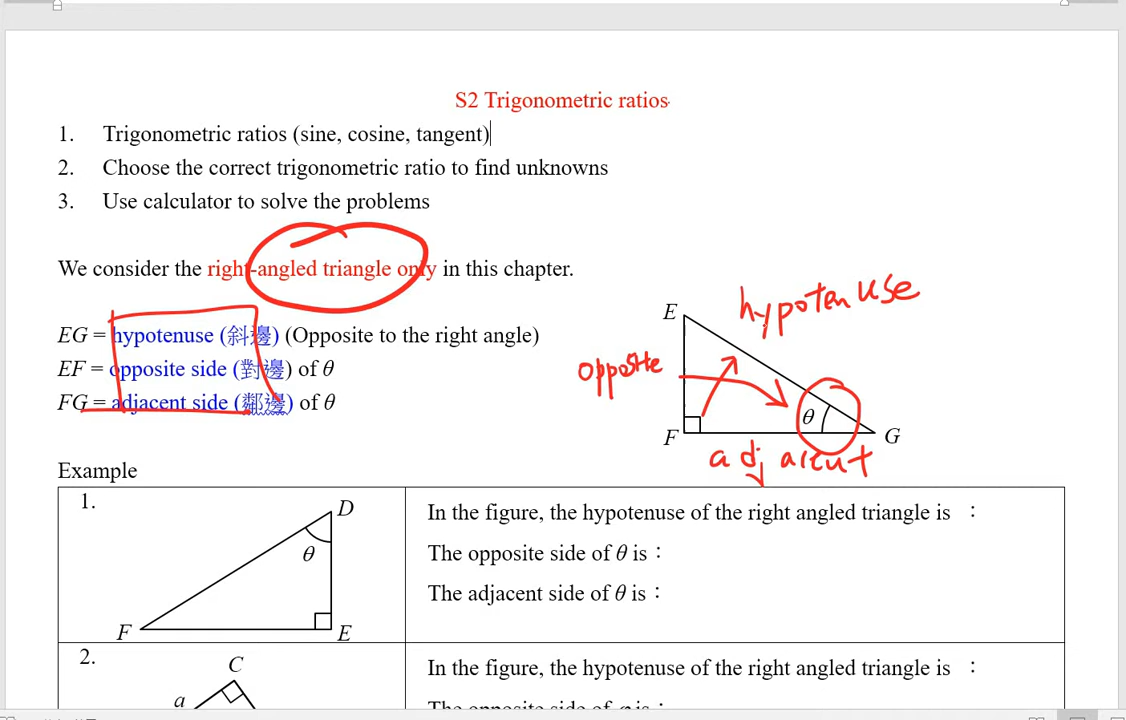 S2 Trigonometric ratios
1. Trigonometric ratios (sine, cosine, tangent)
2. Choose the correct trigonometric ratio to find unknowns
3. Use calculator to solve the problems
We consider the right-angled triangle only in this chapter.
EG = hypotenuse (斜邊) (Opposite to the right angle)
EF = opposite side (對邊) of θ
FG = adjacent side (鄰邊) of θ
E
hypotenuse
opposite
θ
F
G
adjacent
Example
1.
D
θ
F
E
In the figure, the hypotenuse of the right angled triangle is ：
The opposite side of θ is：
The adjacent side of θ is：
2.
C
a
In the figure, the hypotenuse of the right angled triangle is ：
The opposite side of